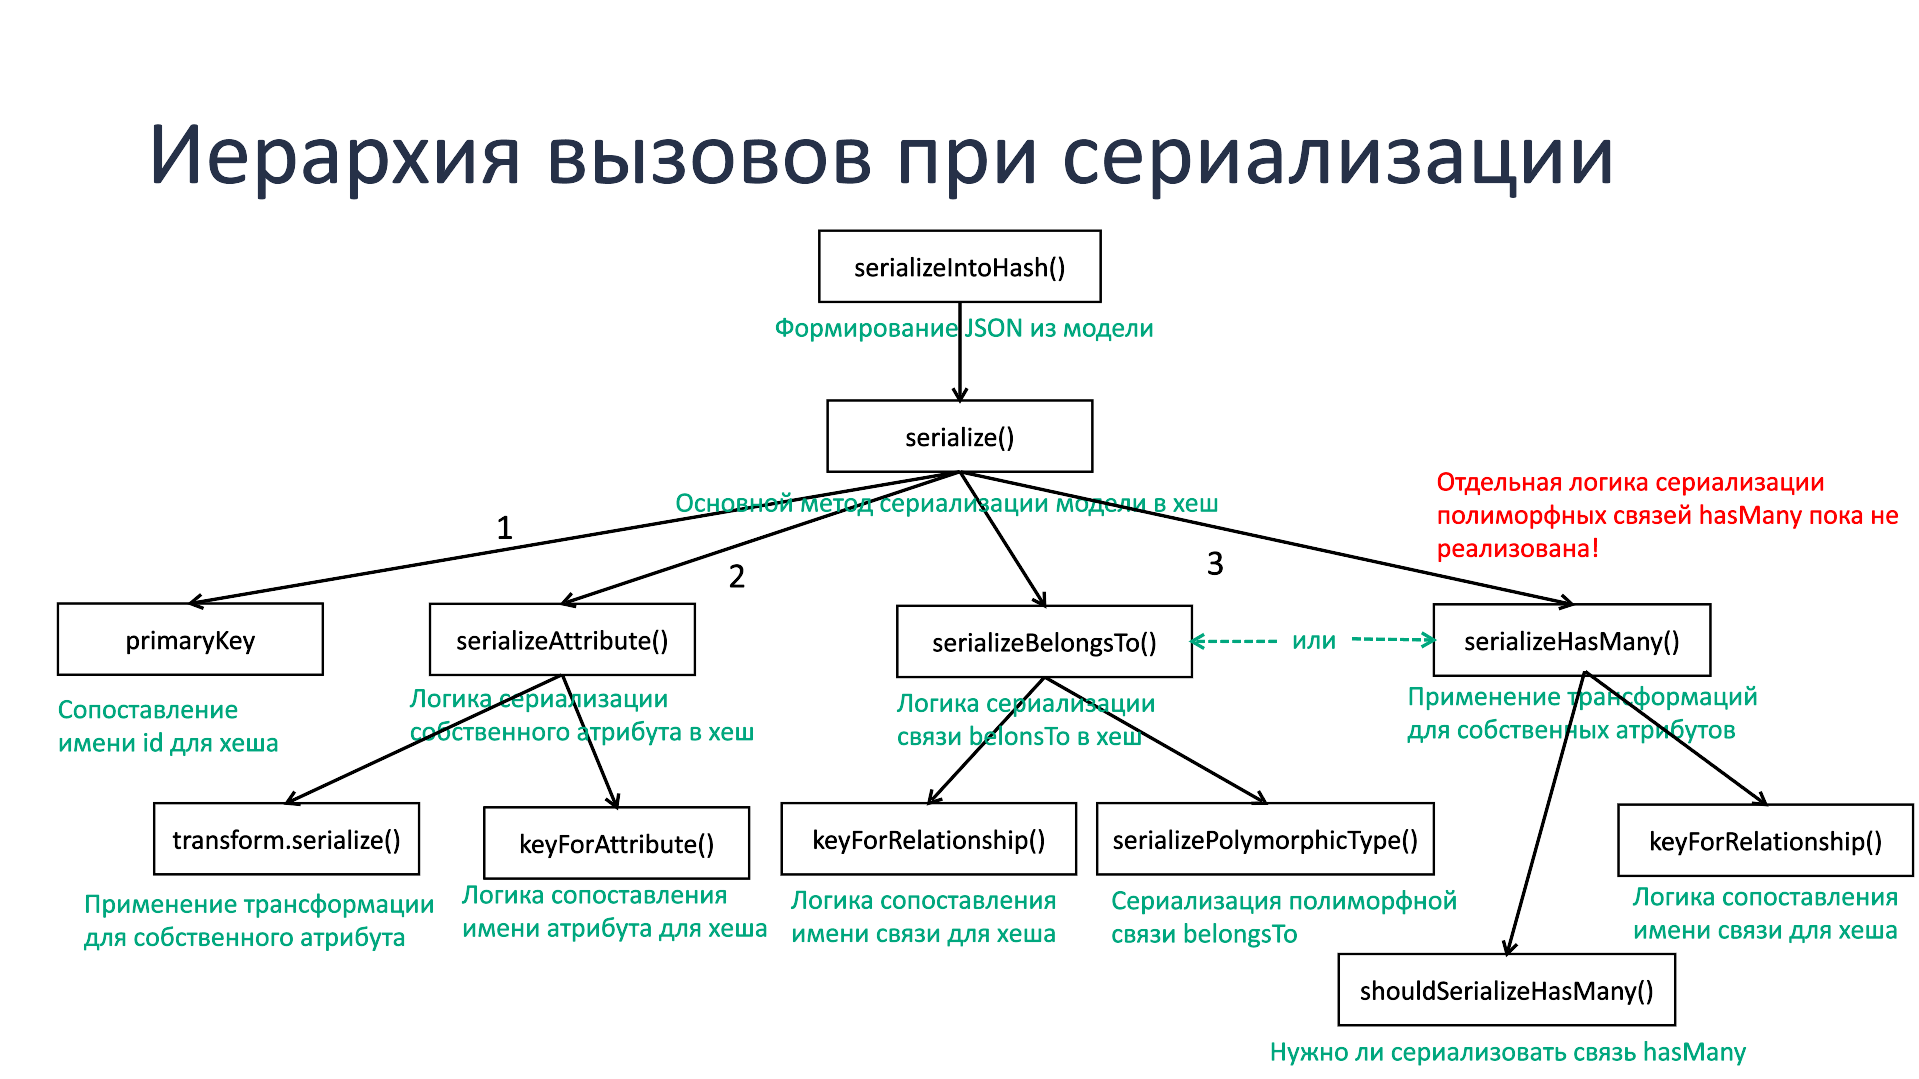 Иерархия вызовов при сериализации
serializeIntoHash()
Формирование JSON из модели
serialize()
Основной метод сериализации модели в хеш
Отдельная логика сериализации
полиморфных связей hasMany пока не
реализована!
1
2
3
primaryKey
Сопоставление
имени id для хеша
serializeAttribute()
Логика сериализации
собственного атрибута в хеш
serializeBelongsTo()
Логика сериализации
связи belonsTo в хеш
или
serializeHasMany()
Применение трансформаций
для собственных атрибутов
transform.serialize()
Применение трансформации
для собственного атрибута
keyForAttribute()
Логика сопоставления
имени атрибута для хеша
keyForRelationship()
Логика сопоставления
имени связи для хеша
serializePolymorphicType()
Сериализация полиморфной
связи belongsTo
keyForRelationship()
Логика сопоставления
имени связи для хеша
shouldSerializeHasMany()
Нужно ли сериализовать связь hasMany